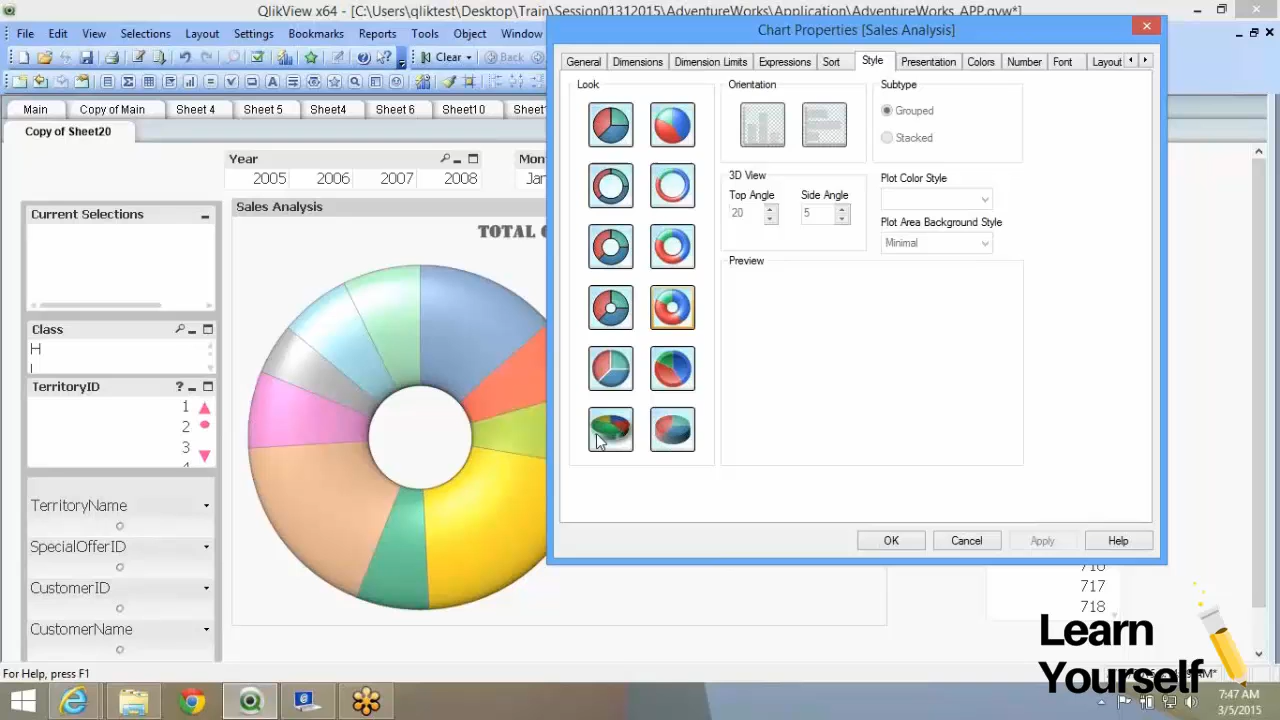 QlikView x64 - [C:\Users\qliktest\Desktop\Train\Session01312015\AdventureWorks\Application\AdventureWorks_APP.qvw*]
File Edit View Selections Layout Settings Bookmarks Reports Tools Object Window
Clear Back
Main Copy of Main Sheet 4 Sheet 5 Sheet4 Sheet 6 Sheet10
Copy of Sheet20
Year
2005 2006 2007 2008
Current Selections
Class
H
I
TerritoryID
1
2
3
TerritoryName
SpecialOfferID
CustomerID
CustomerName
Sales Analysis
TOTAL
Chart Properties [Sales Analysis]
General Dimensions Dimension Limits Expressions Sort Style Presentation Colors Number Font Layout
Look
Orientation
Subtype
Grouped
Stacked
3D View
Top Angle Side Angle
20 5
Plot Color Style
Plot Area Background Style
Minimal
Preview
OK Cancel Apply Help
716
717
718
Learn
Yourself
For Help, press F1
7:47 AM
3/5/2015